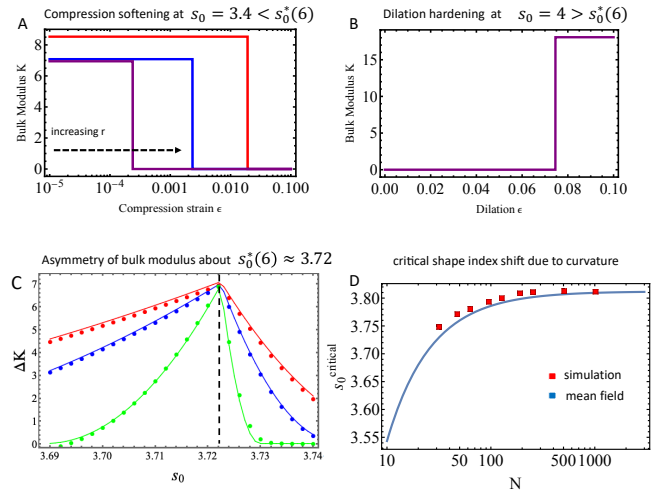 Compression softening at s₀ = 3.4 < s₀*(6)
A
Bulk Modulus K
8
6
4
2
0
increasing r
10⁻⁵ 10⁻⁴ 0.001 0.010 0.100
Compression strain ϵ
Dilation hardening at s₀ = 4 > s₀*(6)
B
Bulk Modulus K
15
10
5
0
0.00 0.02 0.04 0.06 0.08 0.10
Dilation ϵ
Asymmetry of bulk modulus about s₀*(6) ≈ 3.72
C
ΔK
7
6
5
4
3
2
1
0
3.69 3.70 3.71 3.72 3.73 3.74
s₀
critical shape index shift due to curvature
D
s₀critical
3.80
3.75
3.70
3.65
3.60
3.55
simulation
mean field
10 50 100 500 1000
N